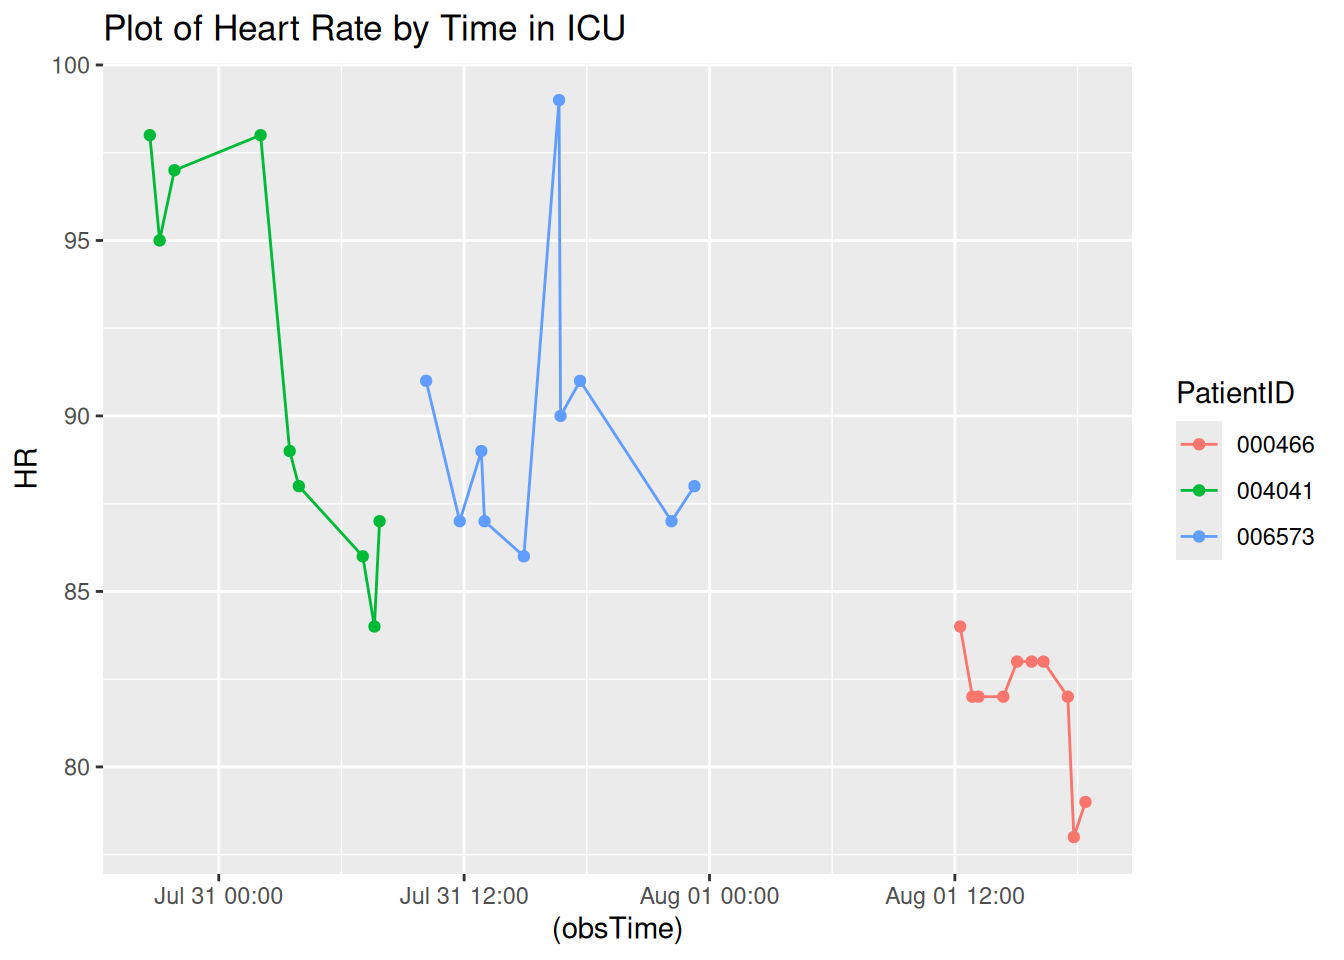 Plot of Heart Rate by Time in ICU
100
95
90
85
80
HR
Jul 31 00:00
Jul 31 12:00
Aug 01 00:00
Aug 01 12:00
(obsTime)
PatientID
000466
004041
006573